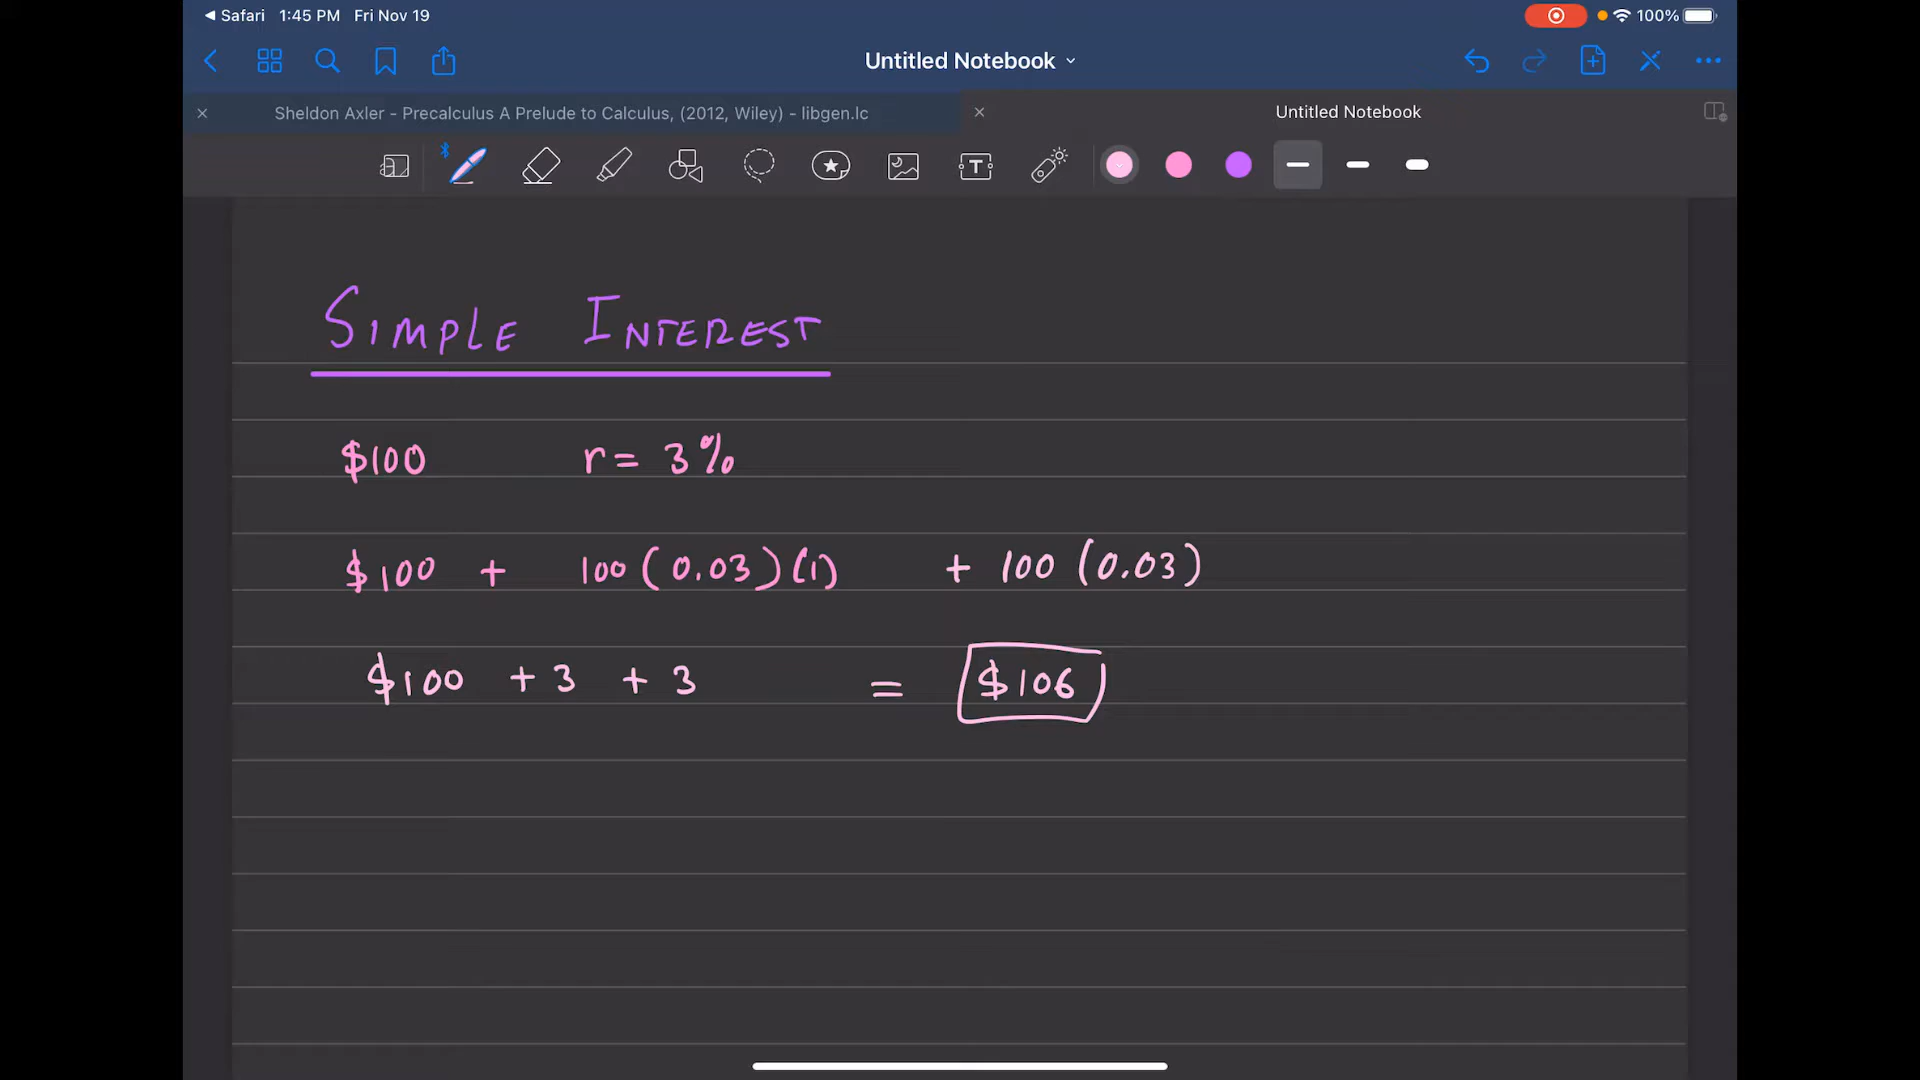 ◀ Safari 1:45 PM Fri Nov 19 100%
Untitled Notebook
Sheldon Axler - Precalculus A Prelude to Calculus, (2012, Wiley) - libgen.lc
Untitled Notebook
SIMPLE INTEREST
$100 r = 3%
$100 + 100(0.03)(1) + 100(0.03)
$100 + 3 + 3 = $106